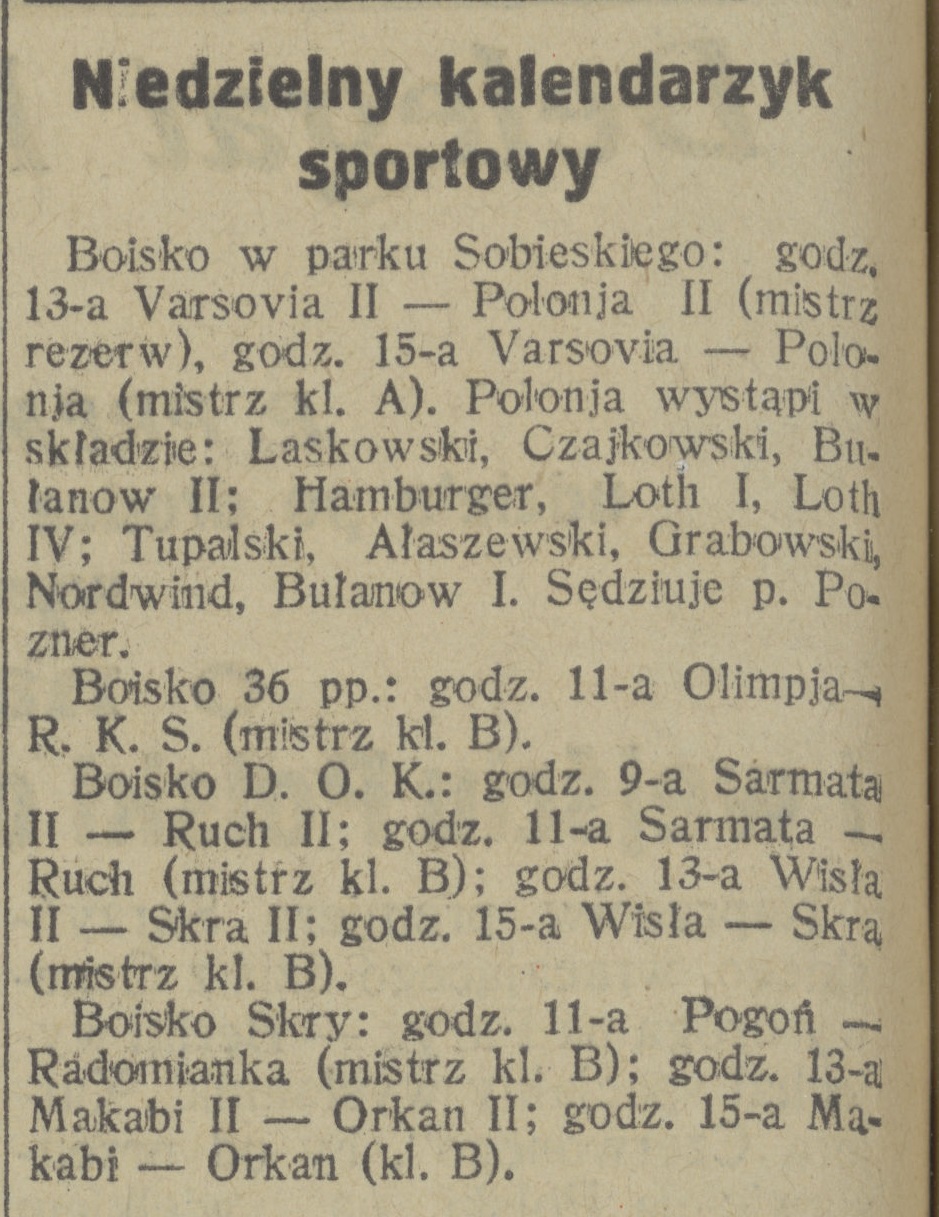 Niedzielny kalendarzyk
sportowy
Boisko w parku Sobieskiego: godz.
13-a Varsovia II — Polonja II (mistrz
rezerw), godz. 15-a Varsovia — Polo-
nja (mistrz kl. A). Polonja wystąpi w
składzie: Laskowski, Czajkowski, Bu-
łanow II; Hamburger, Loth I, Loth
IV; Tupalski, Ałaszewski, Grabowski,
Nordwind, Bułanow I. Sędziuje p. Po-
zner.
Boisko 36 pp.: godz. 11-a Olimpja—
R. K. S. (mistrz kl. B).
Boisko D. O. K.: godz. 9-a Sarmata
II — Ruch II; godz. 11-a Sarmata —
Ruch (mistrz kl. B); godz. 13-a Wisła
II — Skra II; godz. 15-a Wisła — Skra
(mistrz kl. B).
Boisko Skry: godz. 11-a Pogoń —
Radomianka (mistrz kl. B); godz. 13-a
Makabi II — Orkan II; godz. 15-a Ma-
kabi — Orkan (kl. B).